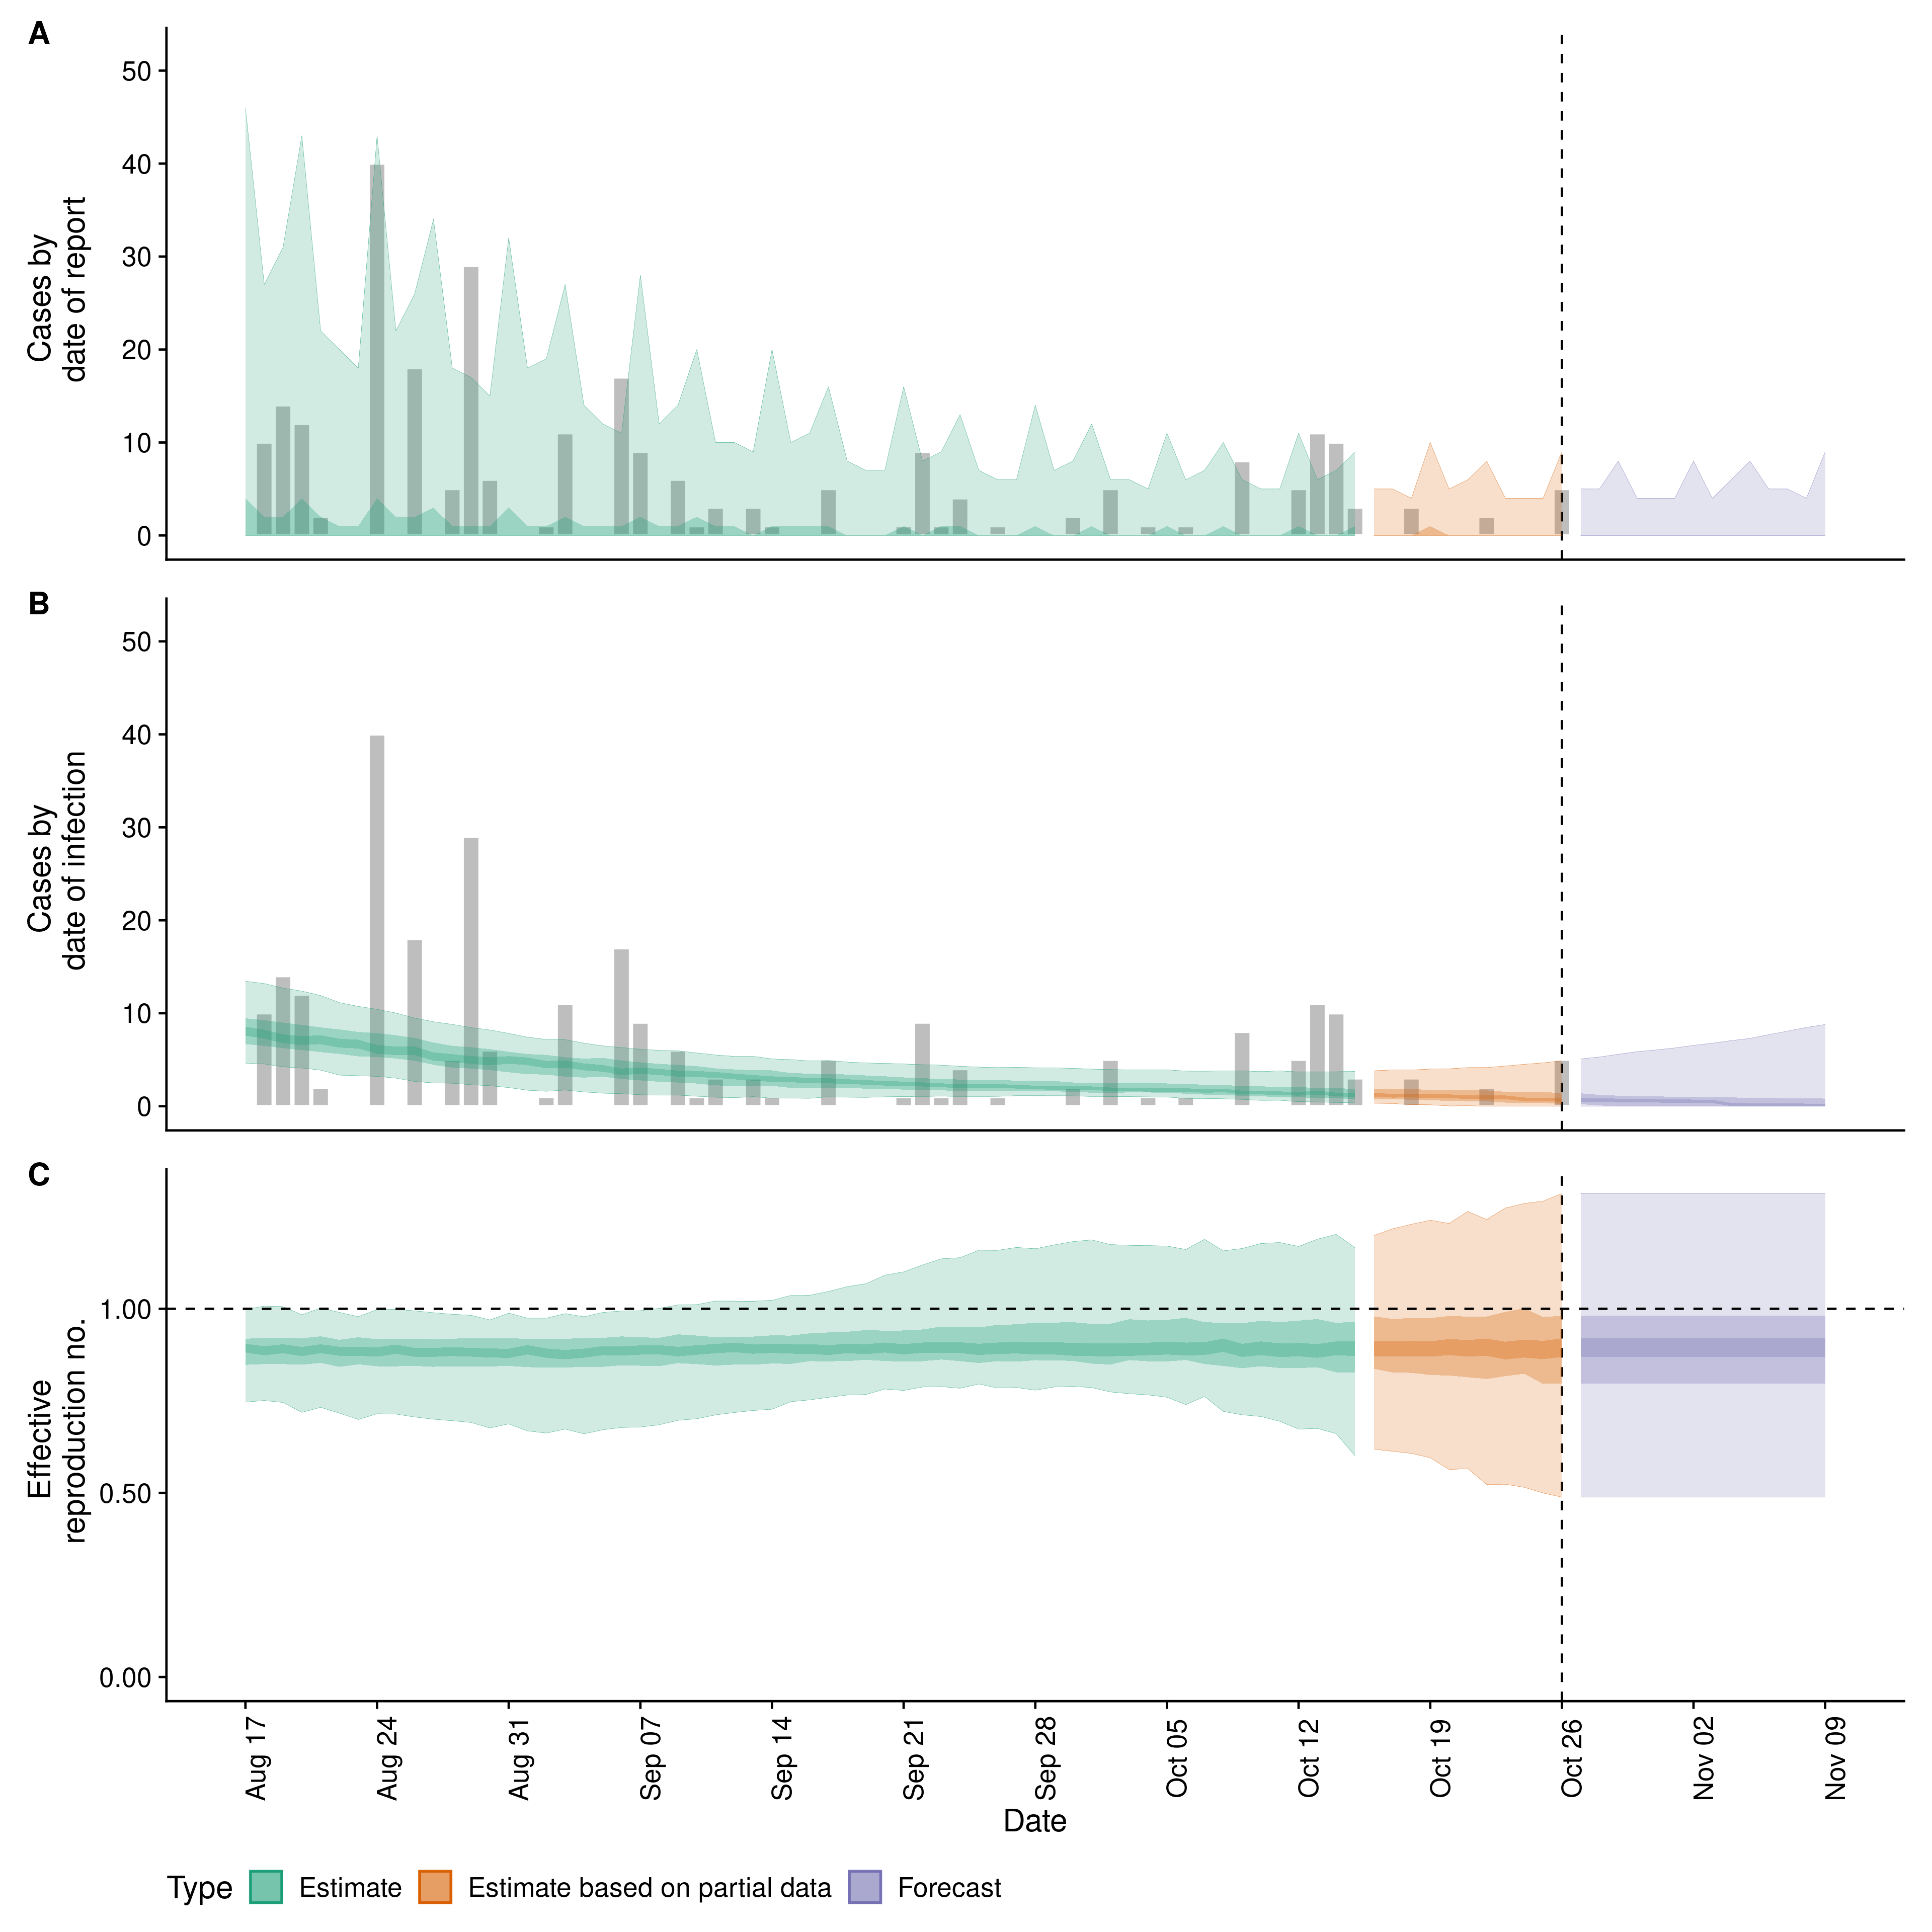 A
50
40
30
20
10
0
Cases by
date of report
B
50
40
30
20
10
0
Cases by
date of infection
C
1.00
0.50
0.00
Effective
reproduction no.
Aug 17
Aug 24
Aug 31
Sep 07
Sep 14
Sep 21
Sep 28
Oct 05
Oct 12
Oct 19
Oct 26
Nov 02
Nov 09
Date
Type Estimate Estimate based on partial data Forecast